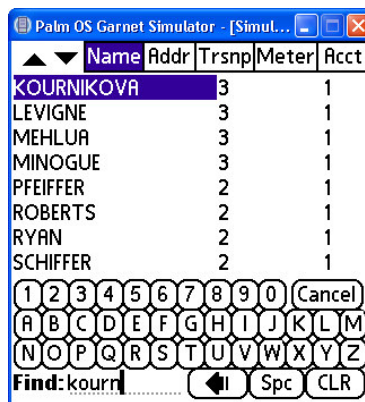 Palm OS Garnet Simulator - [Simul...
Name Addr Trsnp Meter Acct
KOURNIKOVA 3 1
LEVIGNE 3 1
MEHLUA 3 1
MINOGUE 3 1
PFEIFFER 2 1
ROBERTS 2 1
RYAN 2 1
SCHIFFER 2 1
1 2 3 4 5 6 7 8 9 0 Cancel
A B C D E F G H I J K L M
N O P Q R S T U V W X Y Z
Find: kourn Spc CLR